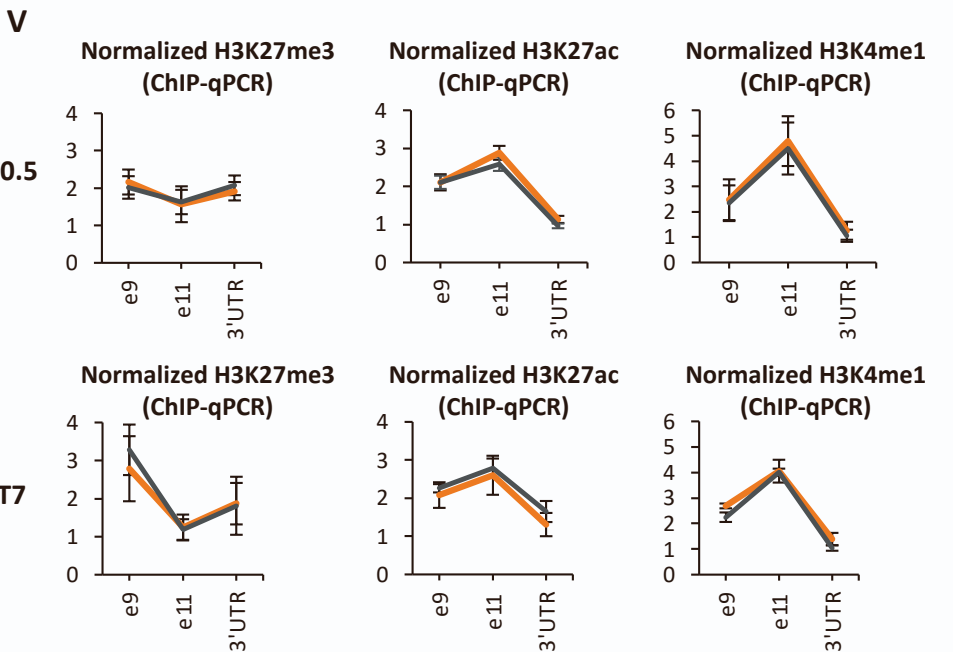 V
Normalized H3K27me3 Normalized H3K27ac Normalized H3K4me1
(ChIP-qPCR) (ChIP-qPCR) (ChIP-qPCR)
0.5
4
3
2
1
0
e9 e11 3'UTR
4
3
2
1
0
e9 e11 3'UTR
6
5
4
3
2
1
0
e9 e11 3'UTR
Normalized H3K27me3 Normalized H3K27ac Normalized H3K4me1
(ChIP-qPCR) (ChIP-qPCR) (ChIP-qPCR)
T7
4
3
2
1
0
e9 e11 3'UTR
4
3
2
1
0
e9 e11 3'UTR
6
5
4
3
2
1
0
e9 e11 3'UTR